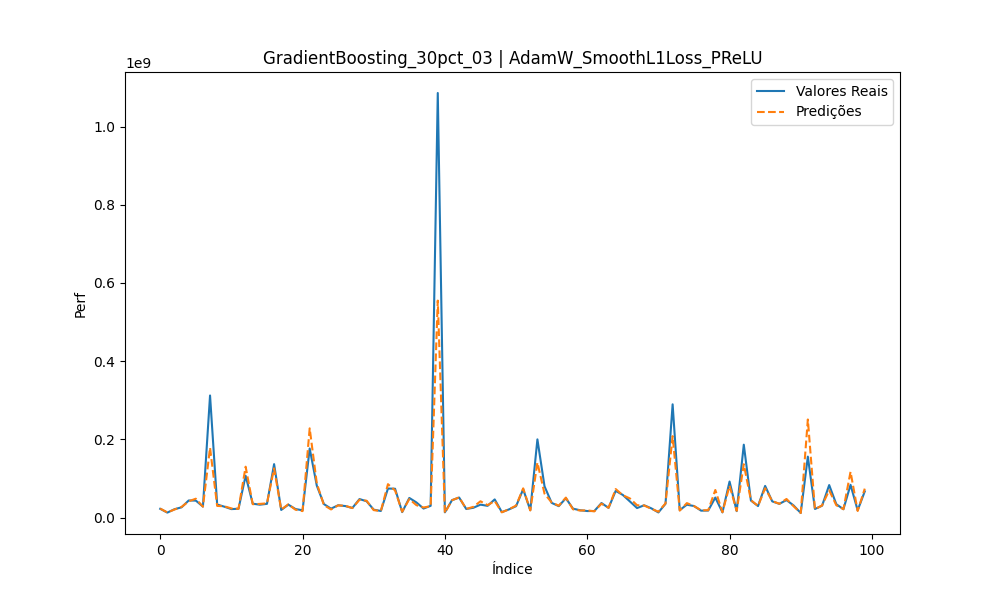 GradientBoosting_30pct_03 | AdamW_SmoothL1Loss_PReLU
1e9
Valores Reais
Predições
1.0
0.8
0.6
0.4
0.2
0.0
Perf
0 20 40 60 80 100
Índice